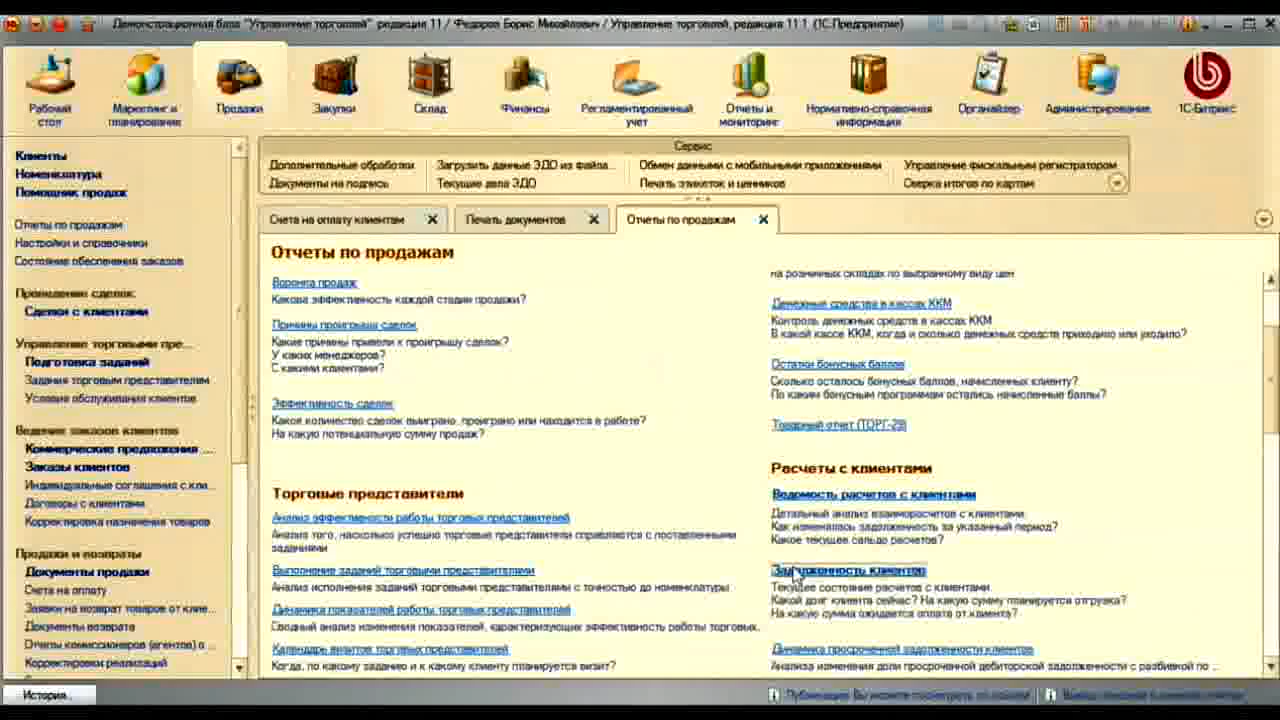 Демонстрационная база "Управление торговлей" редакция 11 / Федоров Борис Михайлович / Управление торговлей, редакция 11.1 (1С:Предприятие)
Рабочий стол
Маркетинг и планирование
Продажи
Закупки
Склад
Финансы
Регламентированный учет
Отчеты и мониторинг
Нормативно-справочная информация
Органайзер
Администрирование
1С-Битрикс
Клиенты
Номенклатура
Помощник продаж
Отчеты по продажам
Настройки и справочники
Состояние обеспечения заказов
Проведение сделок:
Сделки с клиентами
Управление торговыми пре...
Подготовка заданий
Задания торговым представителям
Условия обслуживания клиентов
Ведение заказов клиентов
Коммерческие предложения ...
Заказы клиентов
Индивидуальные соглашения с кли...
Договоры с клиентами
Корректировка назначения товаров
Продажи и возвраты
Документы продажи
Счета на оплату
Заявки на возврат товаров от клие...
Документы возврата
Отчеты комиссионеров (агентов) о ...
Корректировки реализаций
Сервис
Дополнительные обработки
Загрузить данные ЭДО из файла...
Обмен данными с мобильными приложениями
Управление фискальным регистратором
Документы на подпись
Текущие дела ЭДО
Печать этикеток и ценников
Сверка итогов по картам
Счета на оплату клиентам
Печать документов
Отчеты по продажам
Отчеты по продажам
Воронка продаж
Какова эффективность каждой стадии продажи?
Причины проигрыша сделок
Какие причины привели к проигрышу сделок?
У каких менеджеров?
С какими клиентами?
Эффективность сделок
Какое количество сделок выиграно, проиграно или находится в работе?
На какую потенциальную сумму продаж?
Торговые представители
Анализ эффективности работы торговых представителей
Анализ того, насколько успешно торговые представители справляются с поставленными
заданиями
Выполнение заданий торговыми представителями
Анализ исполнения заданий торговыми представителями с точностью до номенклатуры
Динамика показателей работы торговых представителей
Сводный анализ изменения показателей, характеризующих эффективность работы торговых.
Календарь визитов торговых представителей
Когда, по какому заданию и к какому клиенту планируется визит?
на розничных складах по выбранному виду цен
Денежные средства в кассах ККМ
Контроль денежных средств в кассах ККМ
В какой кассе ККМ, когда и сколько денежных средств приходило или уходило?
Остатки бонусных баллов
Сколько осталось бонусных баллов, начисленных клиенту?
По каким бонусным программам остались начисленные баллы?
Товарный отчет (ТОРГ-29)
Расчеты с клиентами
Ведомость расчетов с клиентами
Детальный анализ взаиморасчетов с клиентами.
Как изменялась задолженность за указанный период?
Какое текущее сальдо расчетов?
Задолженность клиентов
Текущее состояние расчетов с клиентами.
Какой долг клиента сейчас? На какую сумму планируется отгрузка?
На какую сумму ожидается оплата от клиента?
Динамика просроченной задолженности клиентов
Анализ изменения доли просроченной дебиторской задолженности с разбивкой по ...
История...